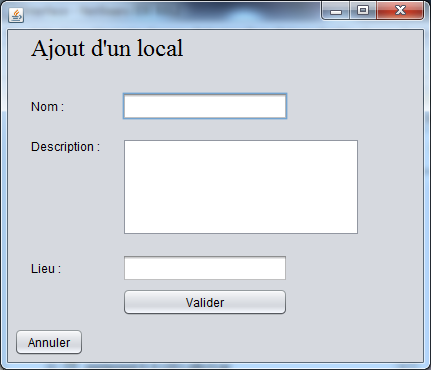 Ajout d'un local
Nom :
Description :
Lieu :
Valider
Annuler